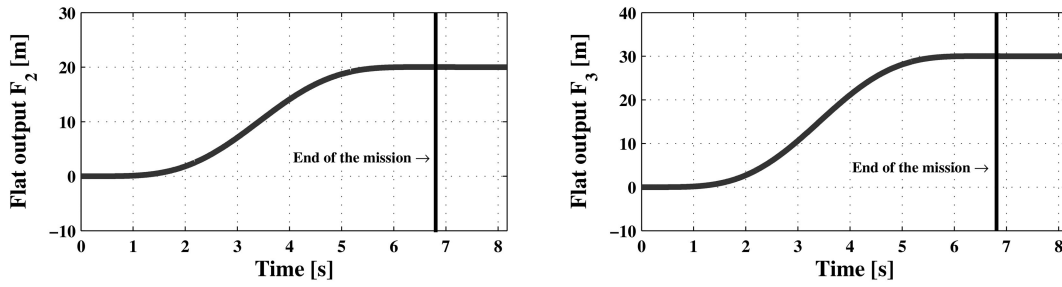 30
20
10
0
−10
Flat output F2 [m]
End of the mission →
0 1 2 3 4 5 6 7 8
Time [s]
40
30
20
10
0
−10
Flat output F3 [m]
End of the mission →
0 1 2 3 4 5 6 7 8
Time [s]